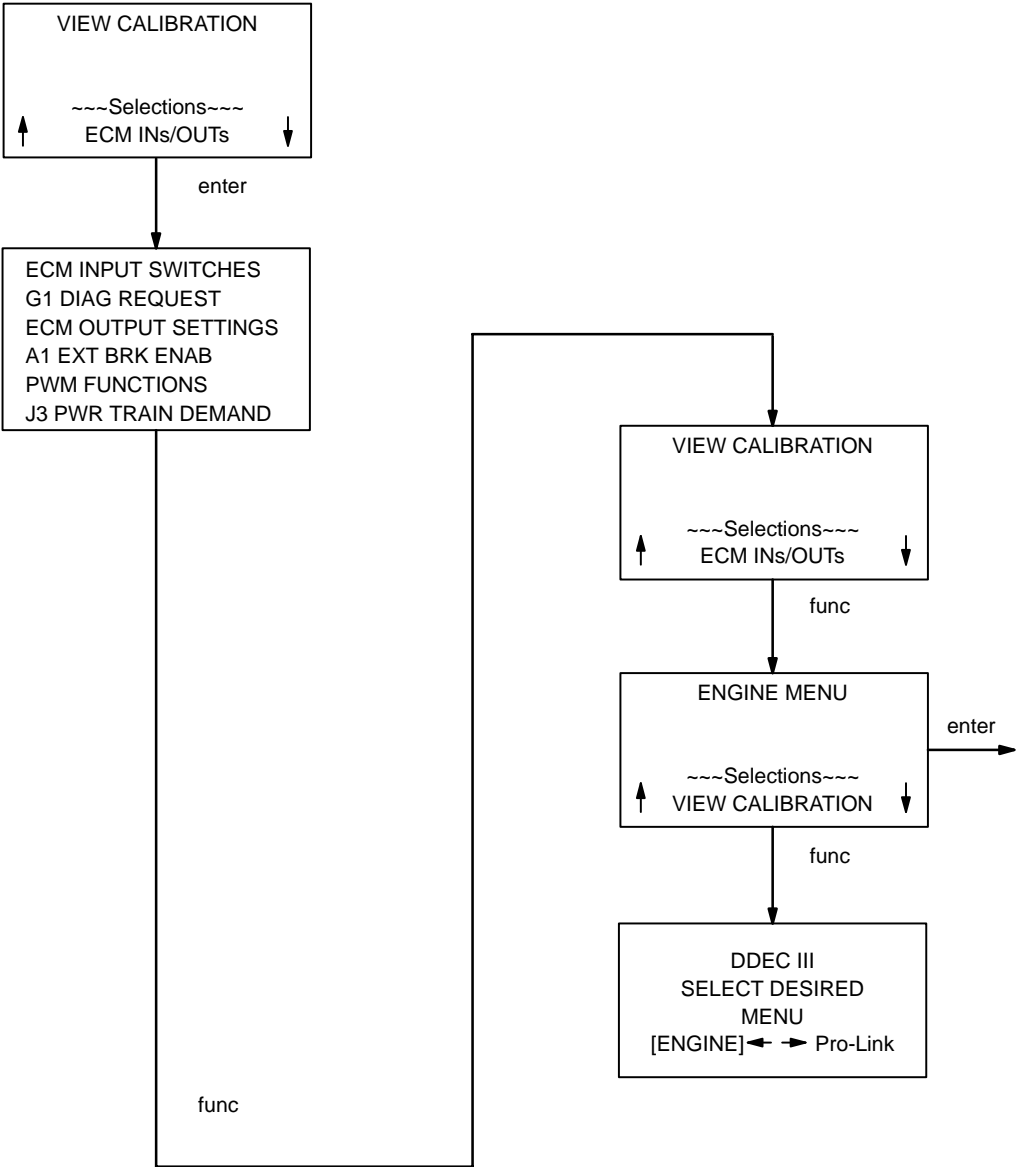 VIEW CALIBRATION
~~~Selections~~~
ECM INs/OUTs
enter
ECM INPUT SWITCHES
G1 DIAG REQUEST
ECM OUTPUT SETTINGS
A1 EXT BRK ENAB
PWM FUNCTIONS
J3 PWR TRAIN DEMAND
func
VIEW CALIBRATION
~~~Selections~~~
ECM INs/OUTs
func
ENGINE MENU
~~~Selections~~~
VIEW CALIBRATION
enter
func
DDEC III
SELECT DESIRED
MENU
[ENGINE] Pro-Link